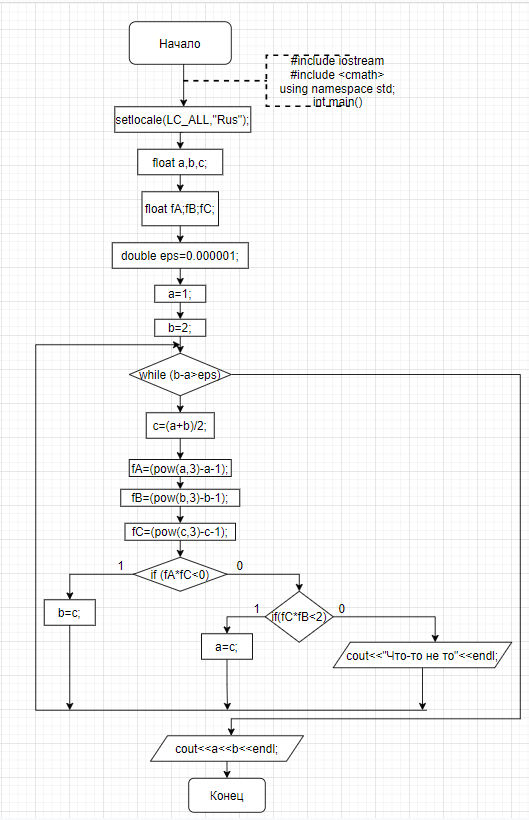 Начало
#include iostream
#include <cmath>
using namespace std;
int main()
setlocale(LC_ALL,"Rus");
float a,b,c;
float fA;fB;fC;
double eps=0.000001;
a=1;
b=2;
while (b-a>eps)
c=(a+b)/2;
fA=(pow(a,3)-a-1);
fB=(pow(b,3)-b-1);
fC=(pow(c,3)-c-1);
1
if (fA*fC<0)
0
b=c;
1
if(fC*fB<2)
0
a=c;
cout<<"Что-то не то"<<endl;
cout<<a<<b<<endl;
Конец